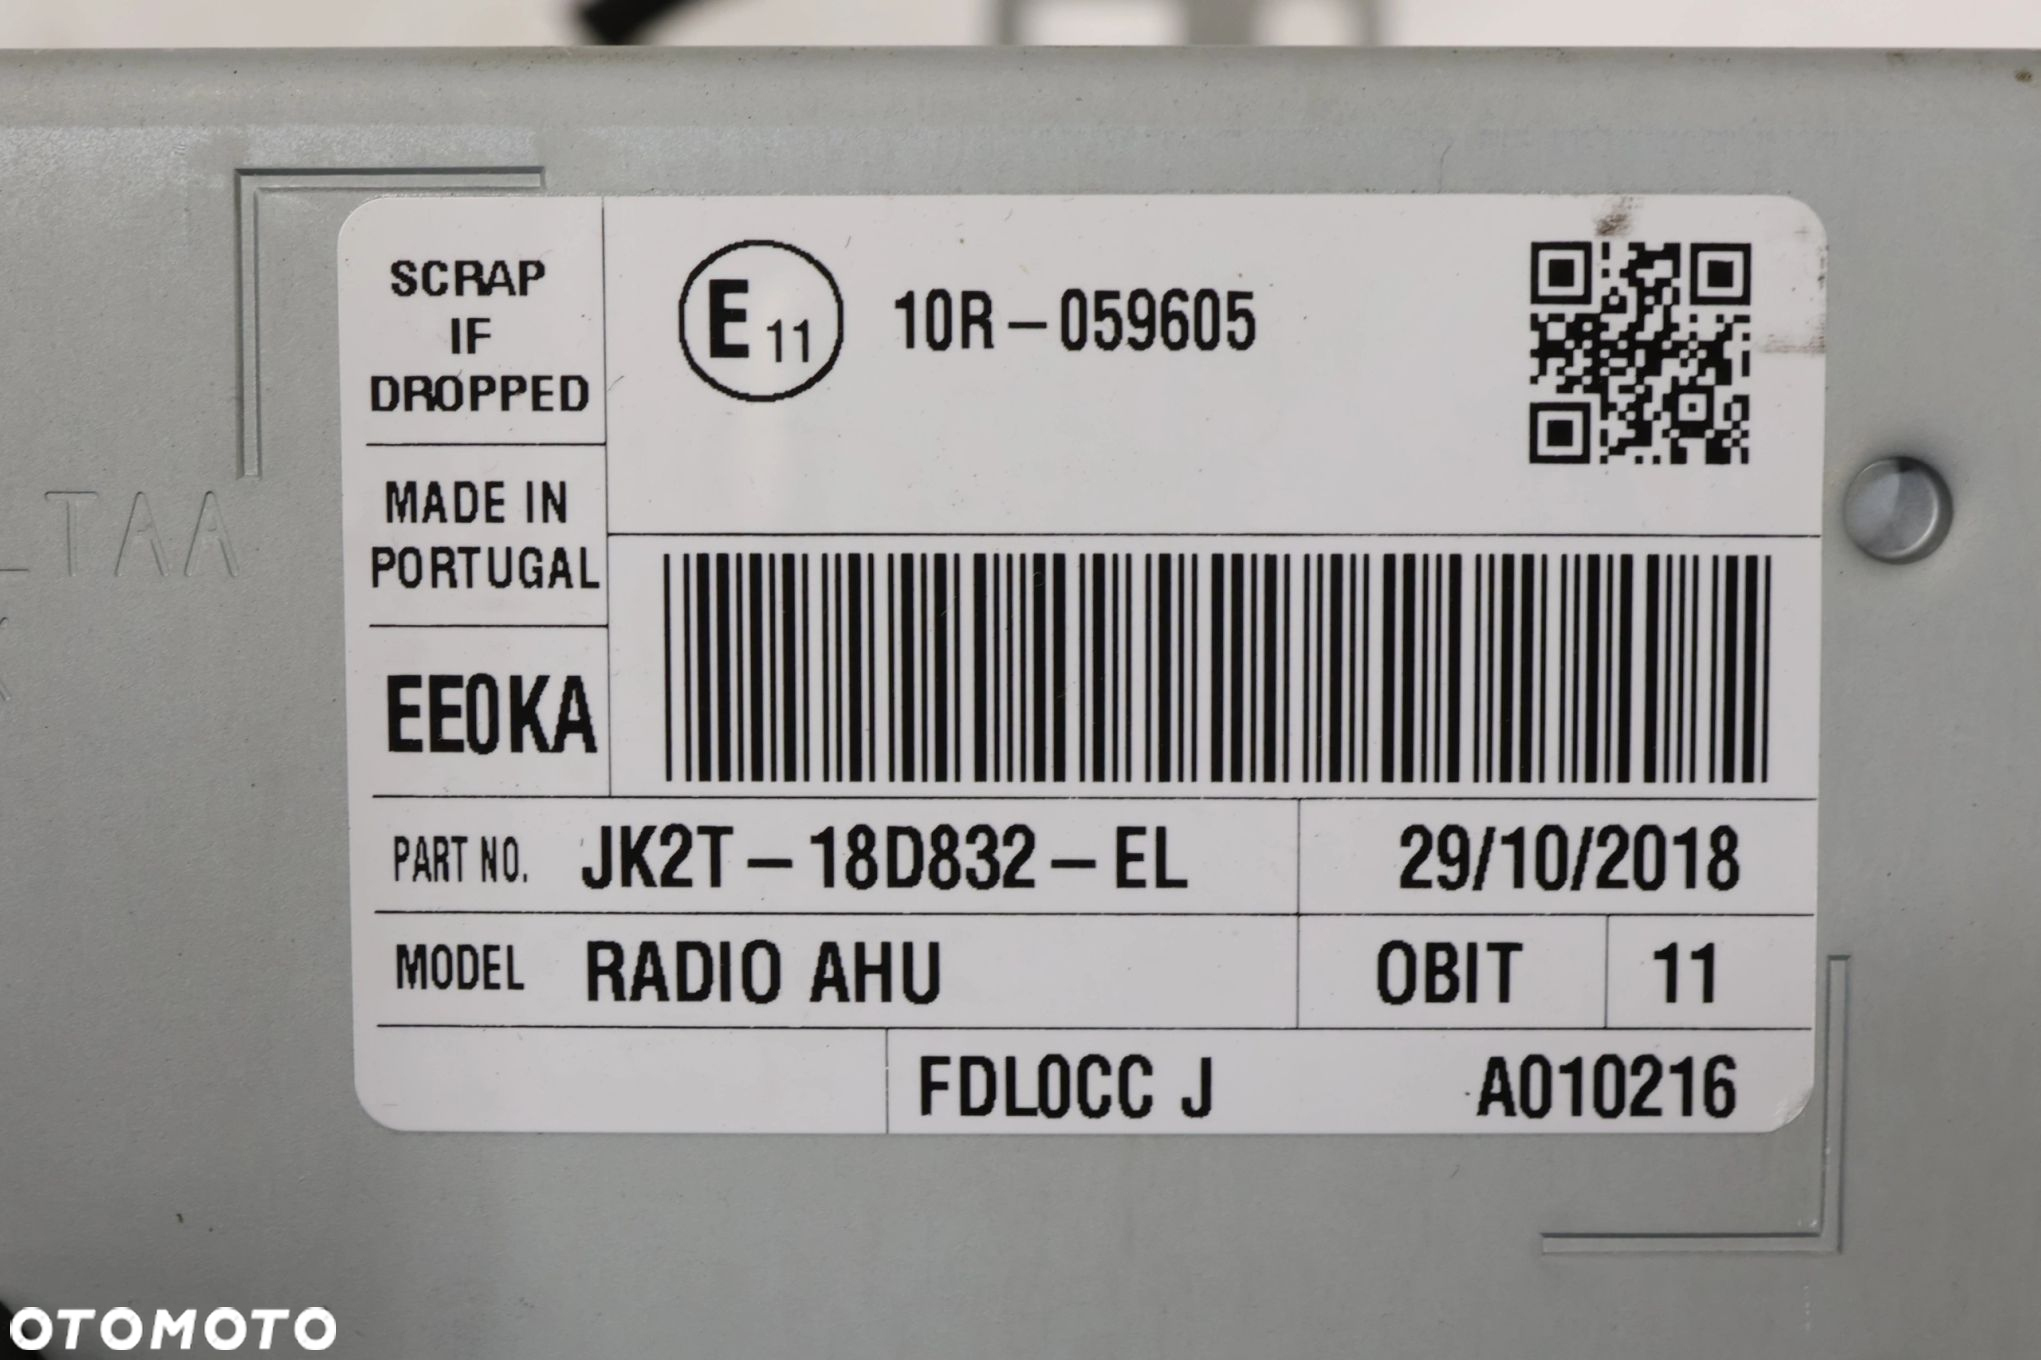 SCRAP
IF
DROPPED
E 11
10R-059605
MADE IN
PORTUGAL
TAA
EE0KA
PART NO. JK2T-18D832-EL
29/10/2018
MODEL RADIO AHU
OBIT
11
FDL0CC J
A010216
OTOMOTO